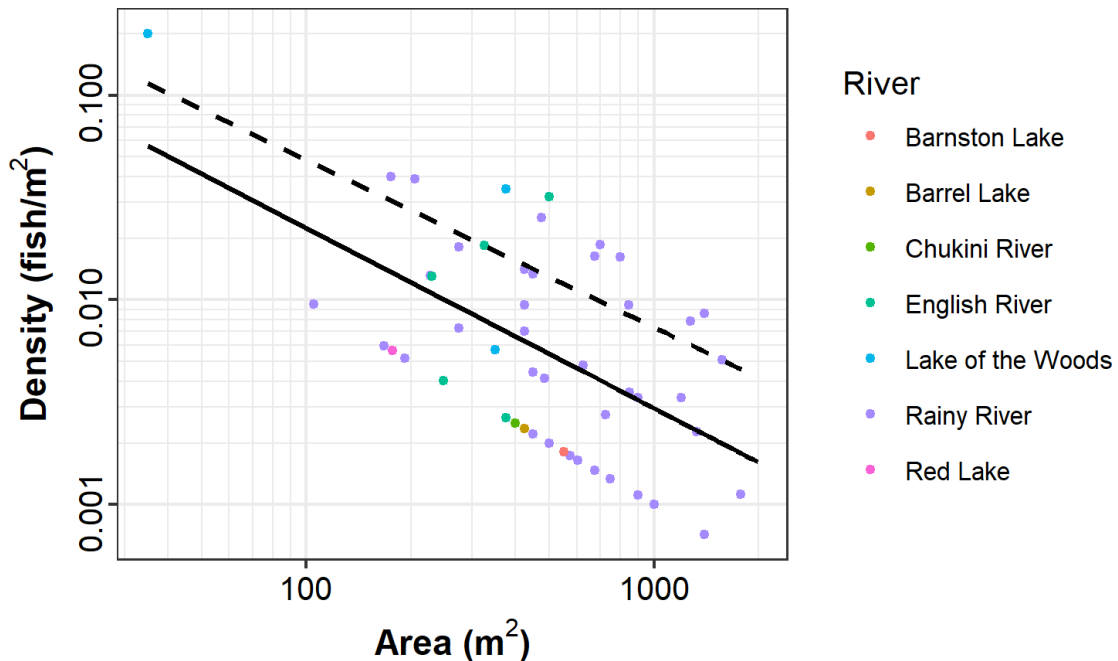 0.100
0.010
0.001
Density (fish/m²)
100
1000
Area (m²)
River
Barnston Lake
Barrel Lake
Chukini River
English River
Lake of the Woods
Rainy River
Red Lake